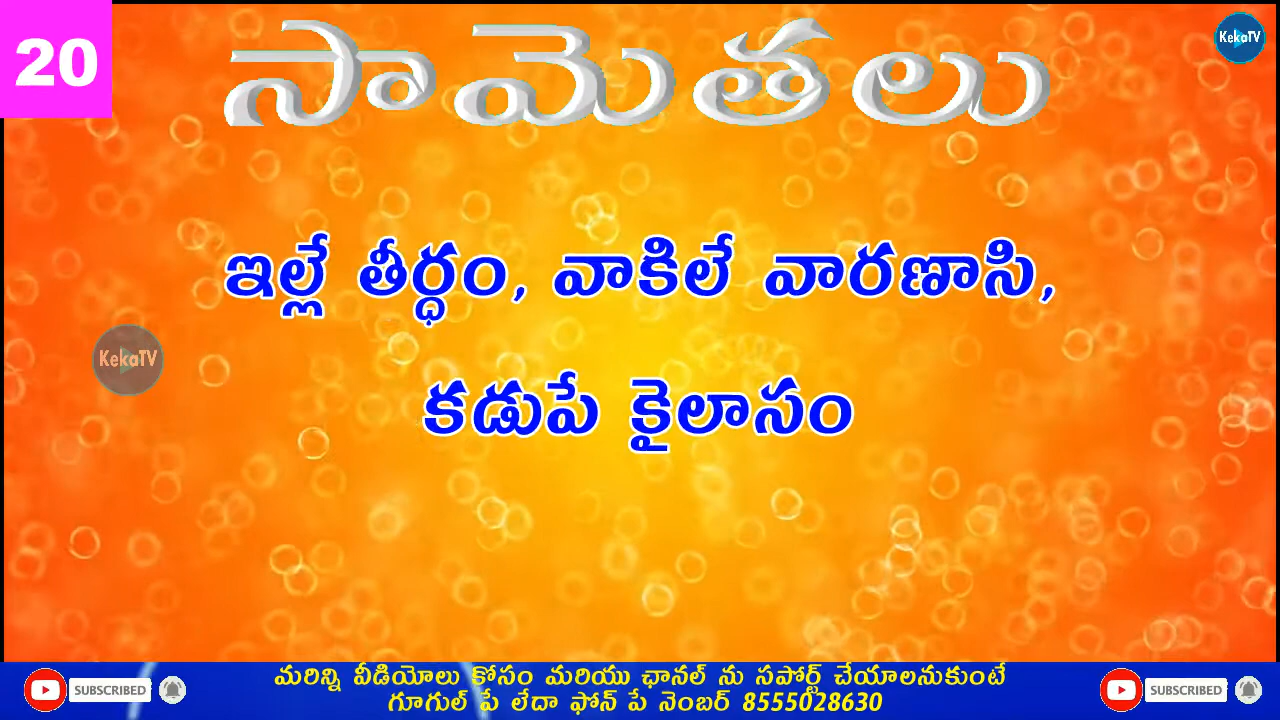 20
సామెతలు
KekaTV
ఇల్లే తీర్ధం, వాకిలే వారణాసి,
KekaTV
కడుపే కైలాసం
మరిన్ని వీడియోలు కోసం మరియు ఛానల్ ను సపోర్ట్ చేయాలనుకుంటే
SUBSCRIBED
SUBSCRIBED
గూగుల్ పే లేదా ఫోన్ పే నెంబర్ 8555028630